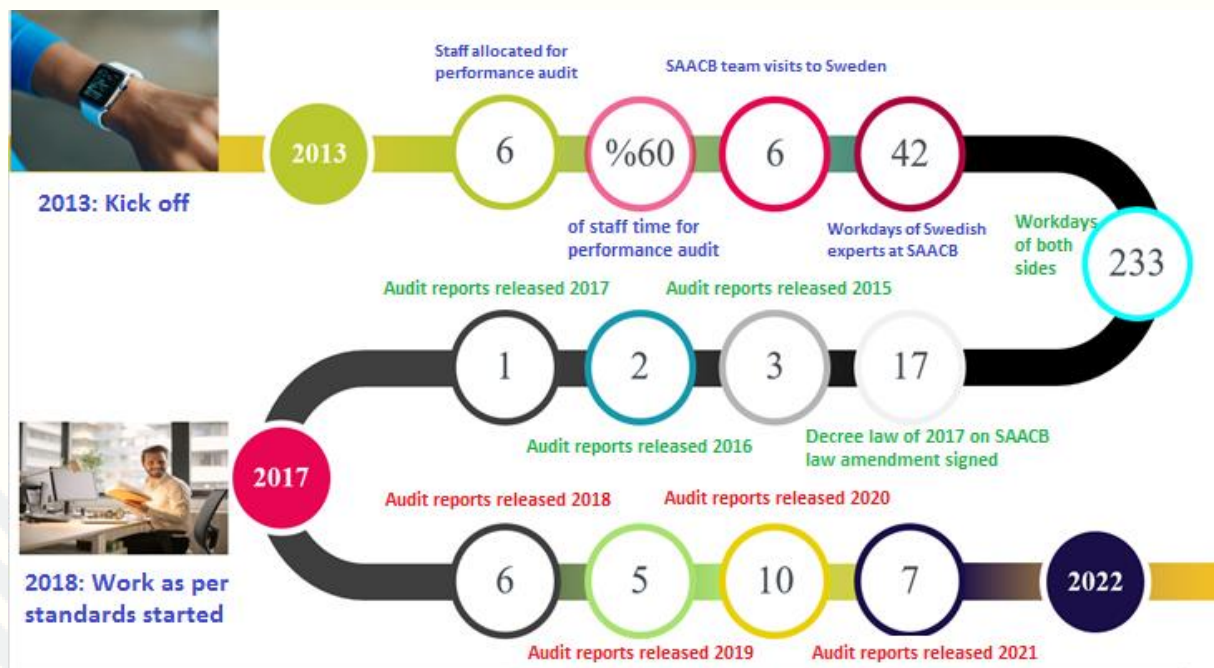 Staff allocated for
performance audit
SAACB team visits to Sweden
2013
6
%60
6
42
2013: Kick off
of staff time for
performance audit
Workdays of Swedish
experts at SAACB
Workdays
of both
sides
233
Audit reports released 2017
Audit reports released 2015
1
2
3
17
Audit reports released 2016
Decree law of 2017 on SAACB
law amendment signed
2017
Audit reports released 2018
Audit reports released 2020
6
5
10
7
2022
2018: Work as per
standards started
Audit reports released 2019
Audit reports released 2021